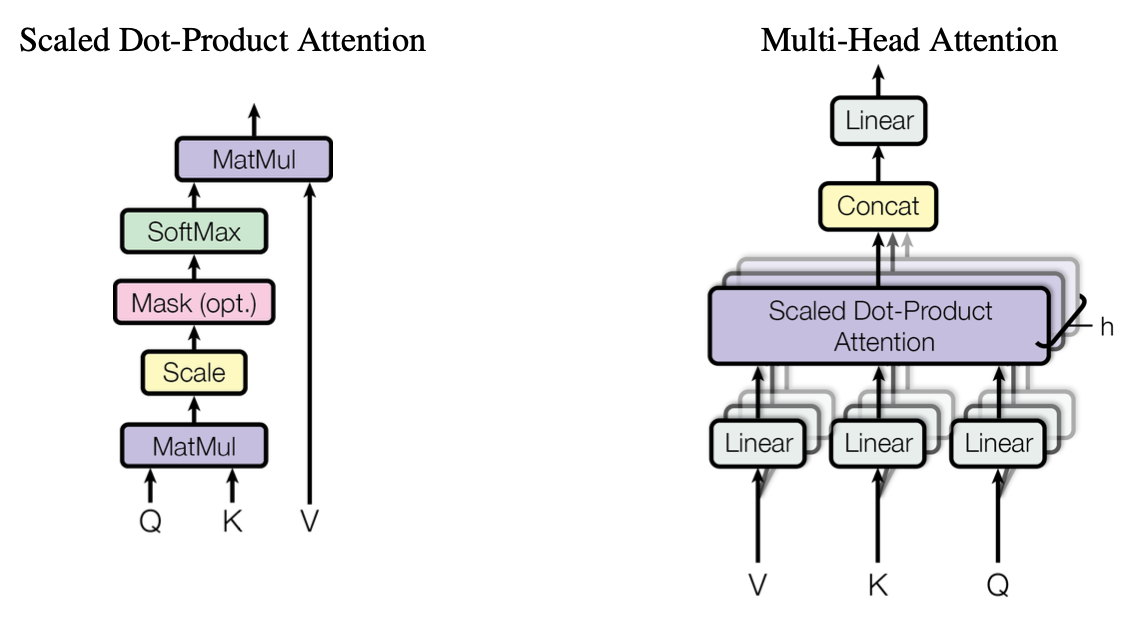 Scaled Dot-Product Attention
MatMul
SoftMax
Mask (opt.)
Scale
MatMul
Q K V
Multi-Head Attention
Linear
Concat
Scaled Dot-Product
Attention
h
Linear Linear Linear
V K Q